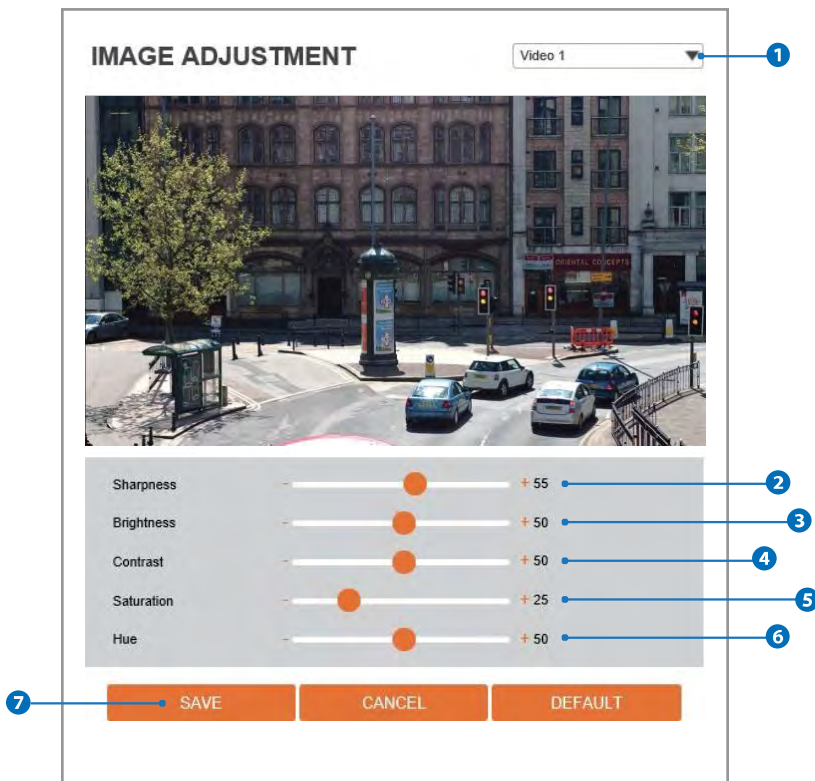 IMAGE ADJUSTMENT
Video 1
1
ORIENTAL CONCEPTS
Sharpness - + 55
2
Brightness - + 50
3
Contrast - + 50
4
Saturation - + 25
5
Hue - + 50
6
7
SAVE CANCEL DEFAULT